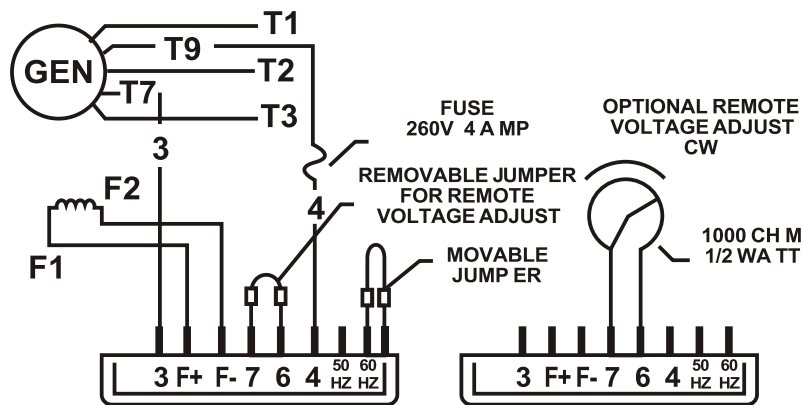 T1
T9
GEN
T2
T7
T3
3
FUSE
260V 4 A MP
OPTIONAL REMOTE
VOLTAGE ADJUST
CW
REMOVABLE JUMPER
FOR REMOTE
VOLTAGE ADJUST
F2
4
1000 CH M
1/2 WA TT
F1
MOVABLE
JUMP ER
3 F+ F- 7 6 4 50 HZ 60 HZ
3 F+ F- 7 6 4 50 HZ 60 HZ